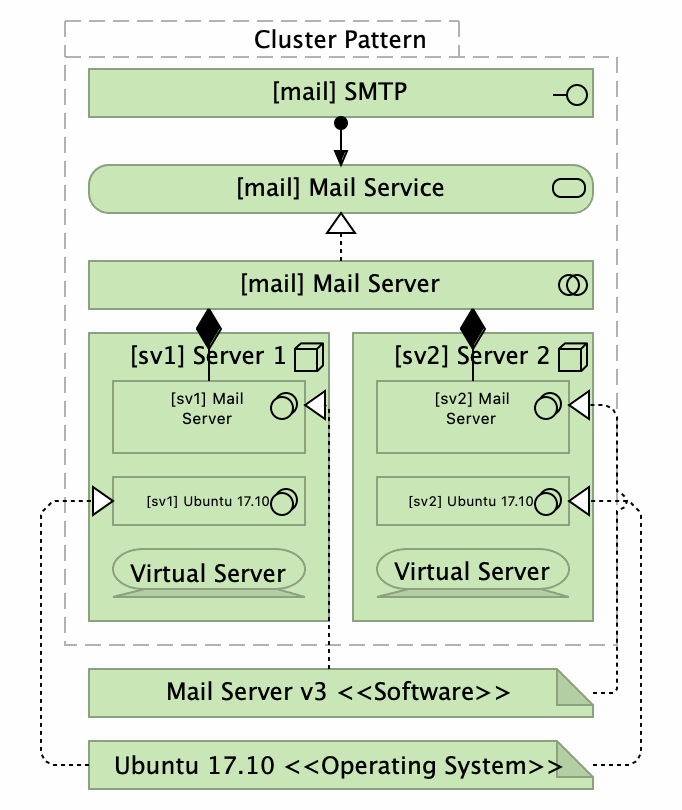 Cluster Pattern
[mail] SMTP
[mail] Mail Service
[mail] Mail Server
[sv1] Server 1
[sv1] Mail
Server
[sv1] Ubuntu 17.10
Virtual Server
[sv2] Server 2
[sv2] Mail
Server
[sv2] Ubuntu 17.10
Virtual Server
Mail Server v3 <<Software>>
Ubuntu 17.10 <<Operating System>>